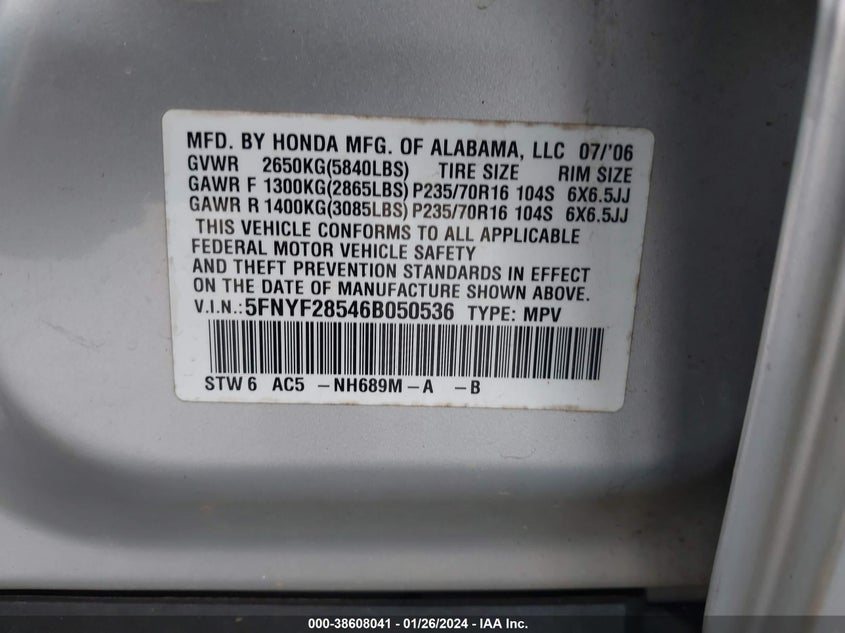 MFD. BY HONDA MFG. OF ALABAMA, LLC 07/'06
GVWR 2650KG(5840LBS) TIRE SIZE RIM SIZE
GAWR F 1300KG(2865LBS) P235/70R16 104S 6X6.5JJ
GAWR R 1400KG(3085LBS) P235/70R16 104S 6X6.5JJ
THIS VEHICLE CONFORMS TO ALL APPLICABLE
FEDERAL MOTOR VEHICLE SAFETY
AND THEFT PREVENTION STANDARDS IN EFFECT
ON THE DATE OF MANUFACTURE SHOWN ABOVE.
V.I.N.: 5FNYF28546B050536 TYPE: MPV
STW 6 AC5 -NH689M-A -B
000-38608041 - 01/26/2024 - IAA Inc.